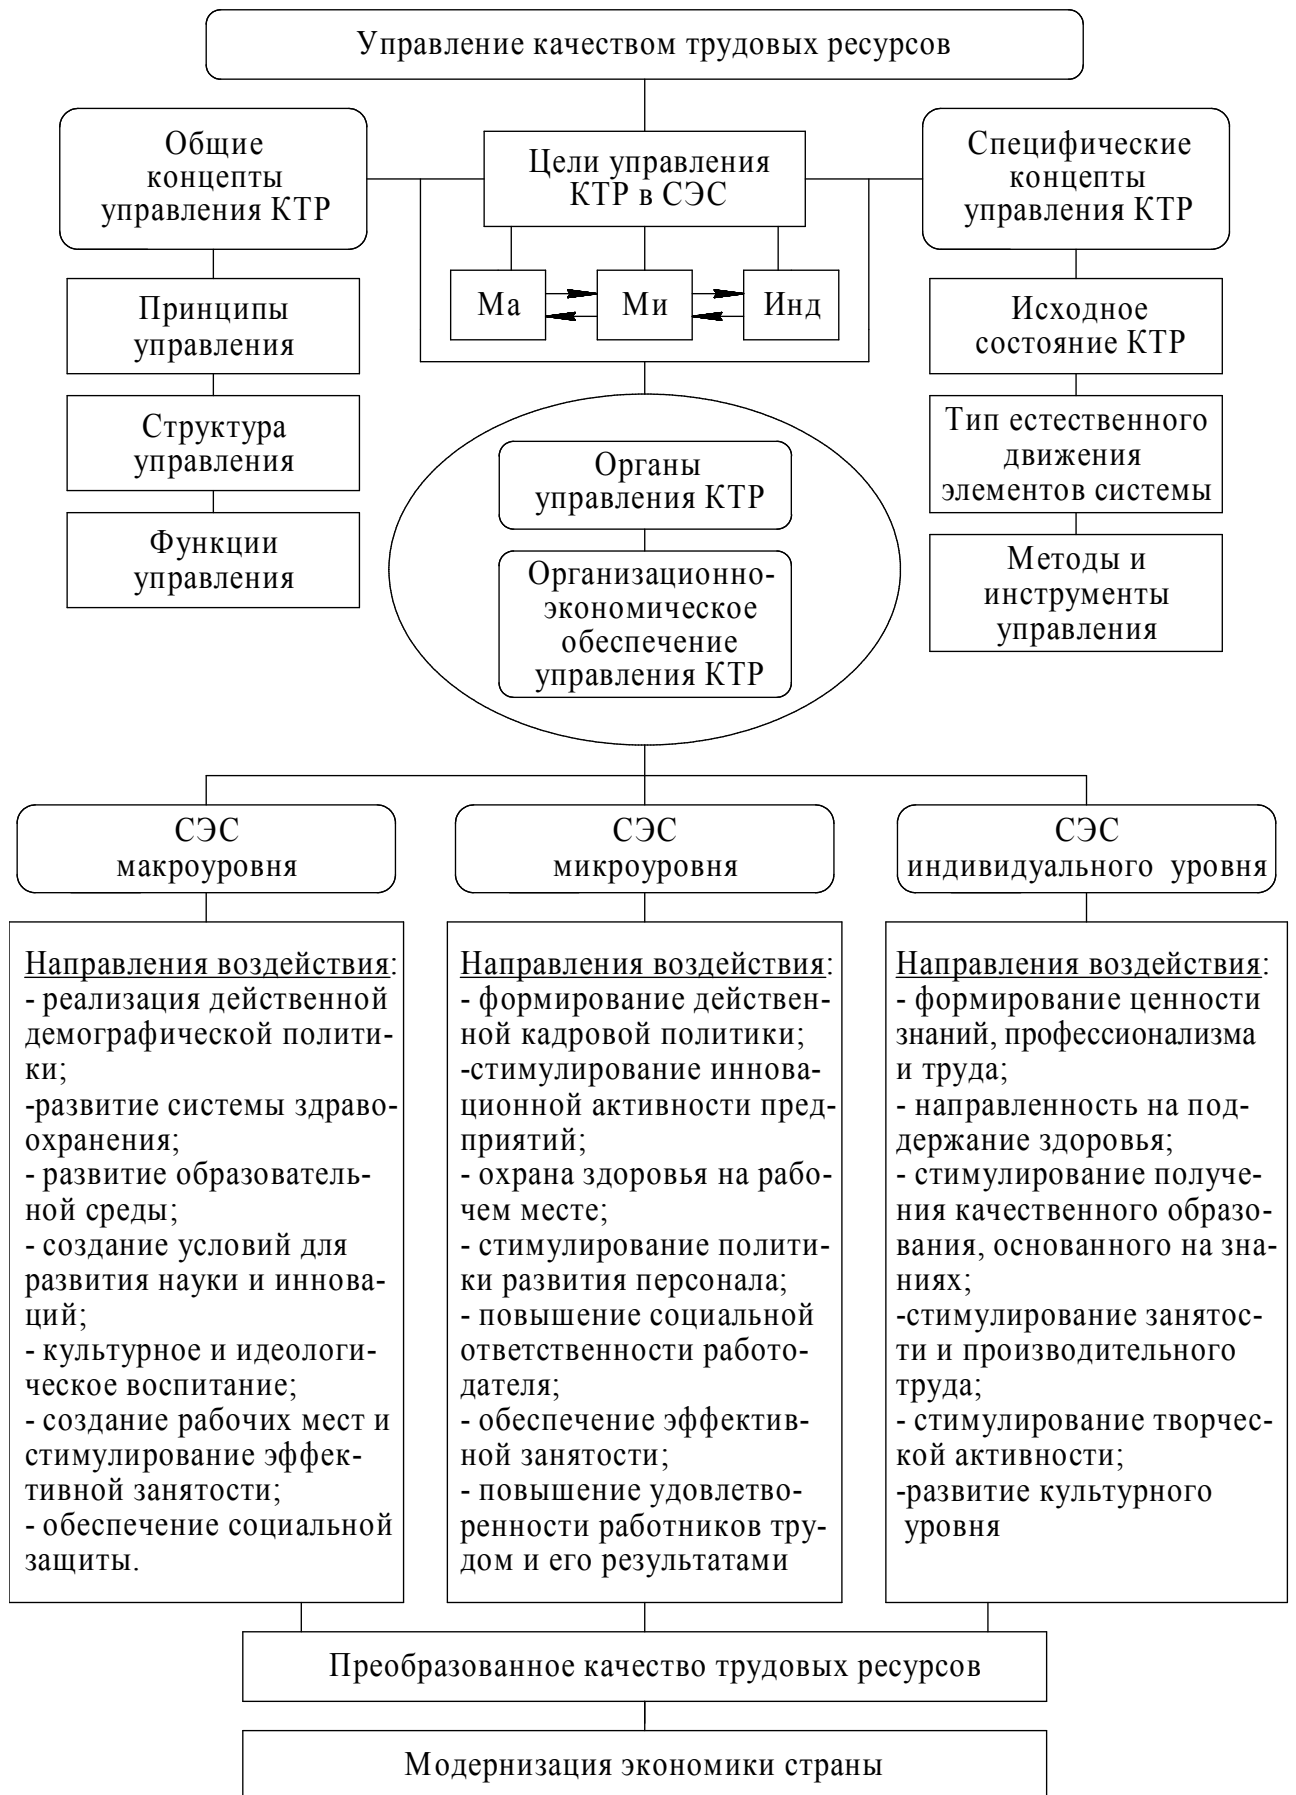 Управление качеством трудовых ресурсов
Общие
концепты
управления КТР
Цели управления
КТР в СЭС
Специфические
концепты
управления КТР
Принципы
управления
Ма
Ми
Инд
Исходное
состояние КТР
Структура
управления
Тип естественного
движения
элементов системы
Функции
управления
Методы и
инструменты
управления
Органы
управления КТР
Организационно-
экономическое
обеспечение
управления КТР
СЭС
макроуровня
СЭС
микроуровня
СЭС
индивидуального уровня
Направления воздействия:
- реализация действенной
демографической полити-
ки;
-развитие системы здраво-
охранения;
- развитие образователь-
ной среды;
- создание условий для
развития науки и иннова-
ций;
- культурное и идеологи-
ческое воспитание;
- создание рабочих мест и
стимулирование эффек-
тивной занятости;
- обеспечение социальной
защиты.
Направления воздействия:
- формирование действен-
ной кадровой политики;
-стимулирование иннова-
ционной активности пред-
приятий;
- охрана здоровья на рабо-
чем месте;
- стимулирование полити-
ки развития персонала;
- повышение социальной
ответственности работо-
дателя;
- обеспечение эффектив-
ной занятости;
- повышение удовлетво-
ренности работников тру-
дом и его результатами
Направления воздействия:
- формирование ценности
знаний, профессионализма
и труда;
- направленность на под-
держание здоровья;
- стимулирование получе-
ния качественного образо-
вания, основанного на зна-
ниях;
-стимулирование занятос-
ти и производительного
труда;
- стимулирование творчес-
кой активности;
-развитие культурного
уровня
Преобразованное качество трудовых ресурсов
Модернизация экономики страны